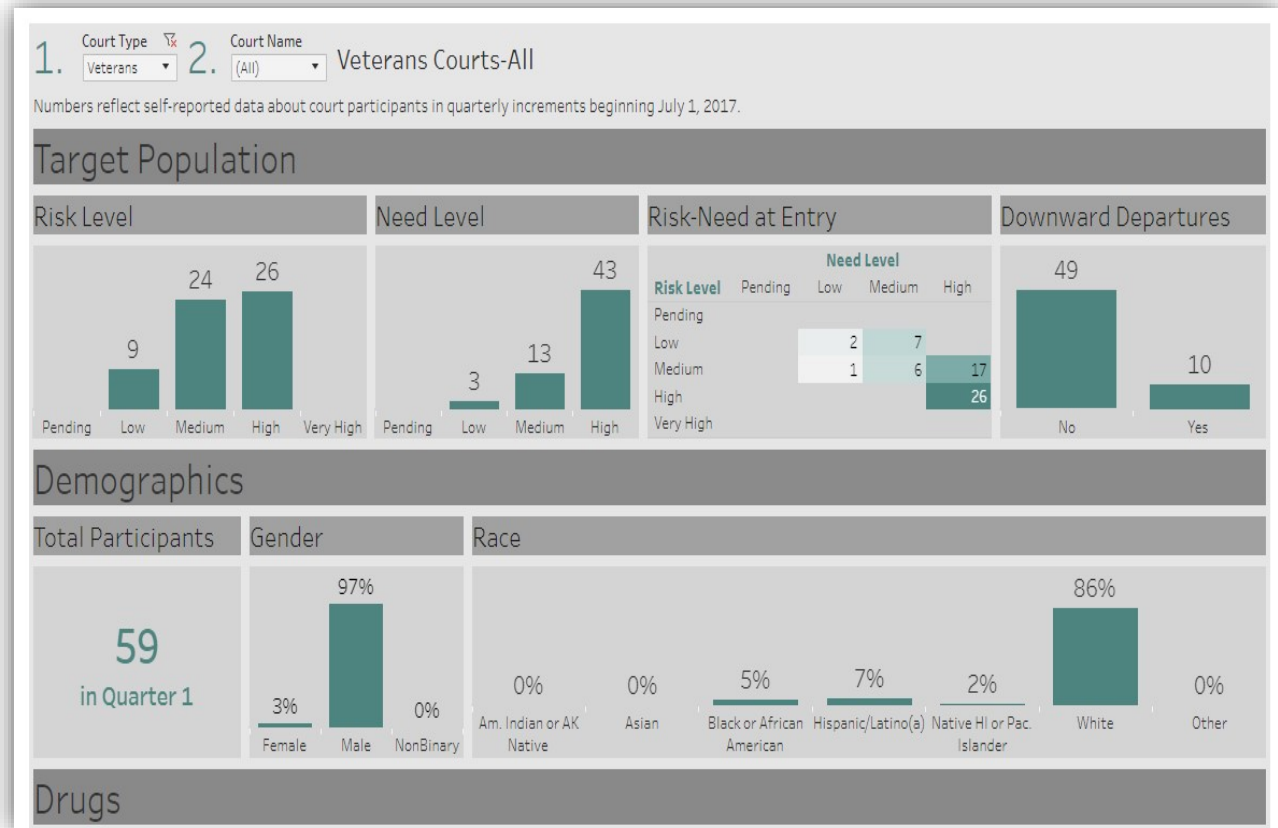 1. Court Type 2. Court Name Veterans Courts-All
Veterans (All)
Numbers reflect self-reported data about court participants in quarterly increments beginning July 1, 2017.
Target Population
Risk Level
9 24 26
Pending Low Medium High Very High
Need Level
3 13 43
Pending Low Medium High
Risk-Need at Entry
Need Level
Risk Level Pending Low Medium High
Pending
Low 2 7
Medium 1 6 17
High 26
Very High
Downward Departures
49 10
No Yes
Demographics
Total Participants
59
in Quarter 1
Gender
3% 97% 0%
Female Male NonBinary
Race
0% 0% 5% 7% 2% 86% 0%
Am. Indian or AK Native Asian Black or African American Hispanic/Latino(a) Native HI or Pac. Islander White Other
Drugs